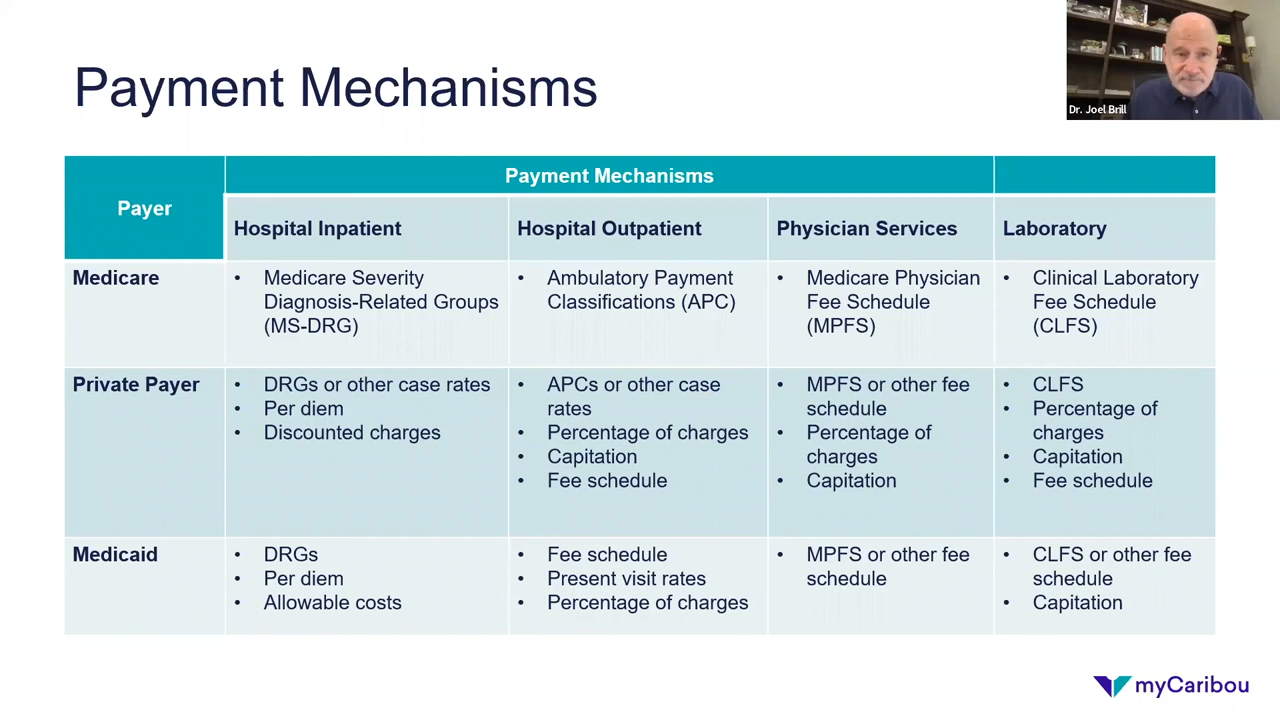 Payment Mechanisms
Dr. Joel Brill
Payer
Payment Mechanisms
Hospital Inpatient
Hospital Outpatient
Physician Services
Laboratory
Medicare
• Medicare Severity
Diagnosis-Related Groups
(MS-DRG)
• Ambulatory Payment
Classifications (APC)
• Medicare Physician
Fee Schedule
(MPFS)
• Clinical Laboratory
Fee Schedule
(CLFS)
Private Payer
• DRGs or other case rates
• Per diem
• Discounted charges
• APCs or other case
rates
• Percentage of charges
• Capitation
• Fee schedule
• MPFS or other fee
schedule
• Percentage of
charges
• Capitation
• CLFS
• Percentage of
charges
• Capitation
• Fee schedule
Medicaid
• DRGs
• Per diem
• Allowable costs
• Fee schedule
• Present visit rates
• Percentage of charges
• MPFS or other fee
schedule
• CLFS or other fee
schedule
• Capitation
myCaribou